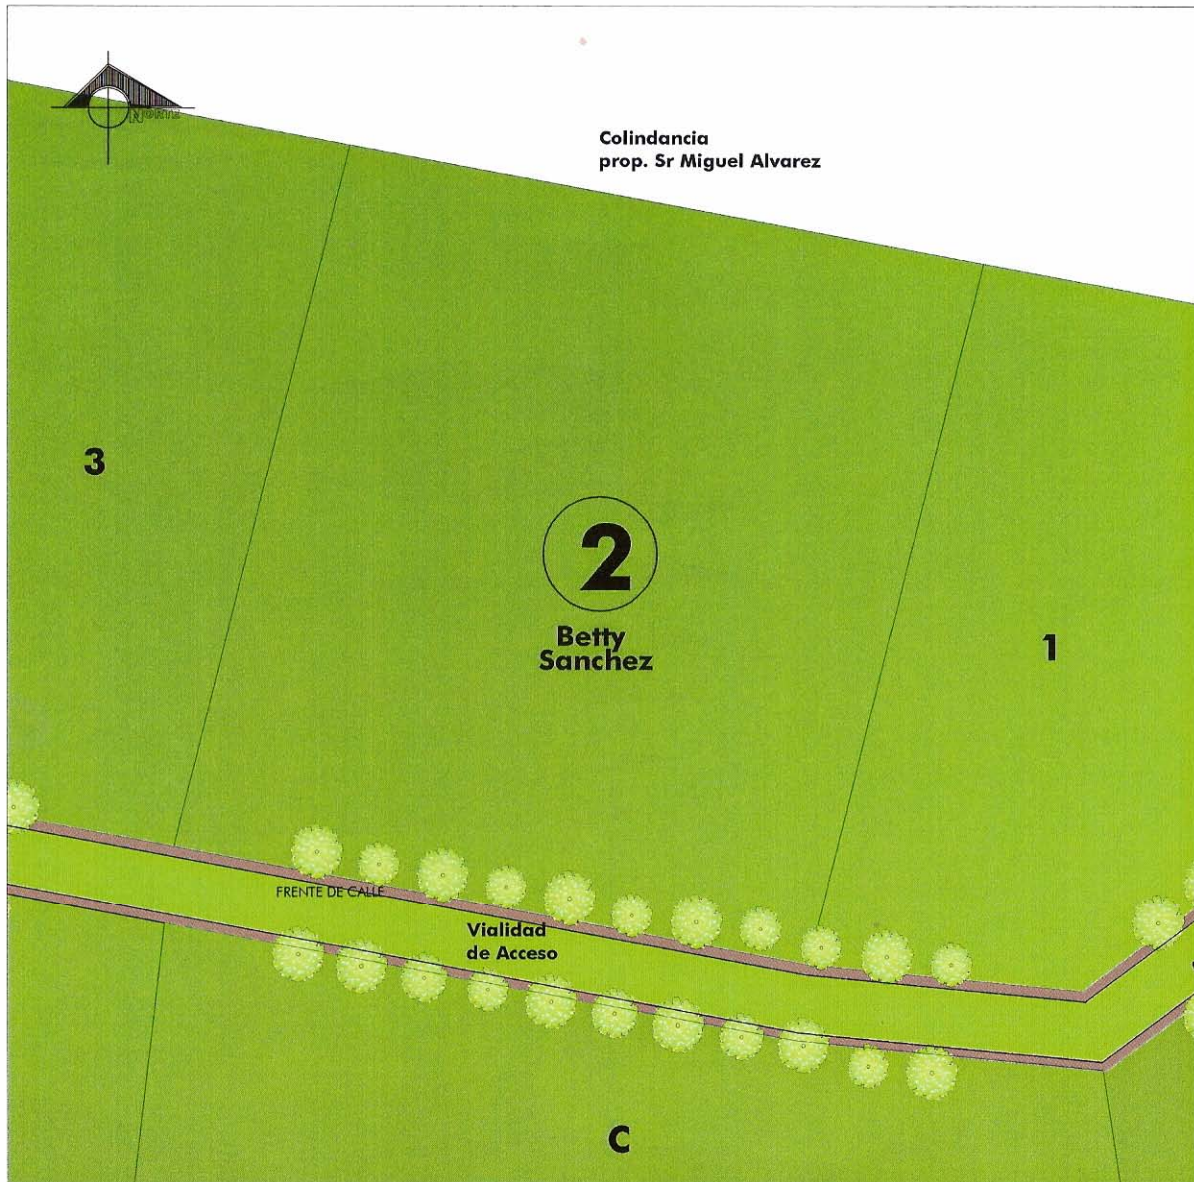 NORTE
Colindancia
prop. Sr Miguel Alvarez
3
2
Betty
Sanchez
1
FRENTE DE CALLE
Vialidad
de Acceso
C